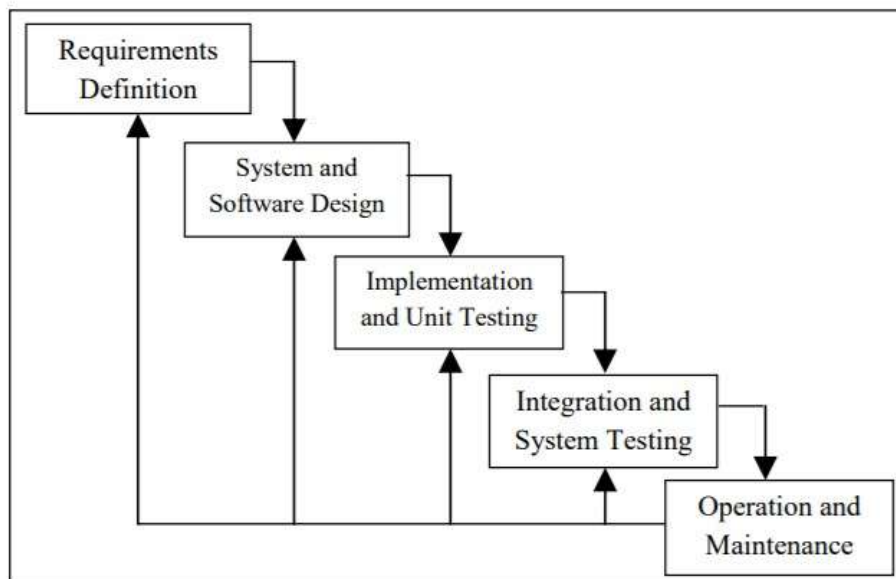 Requirements
Definition
System and
Software Design
Implementation
and Unit Testing
Integration and
System Testing
Operation and
Maintenance